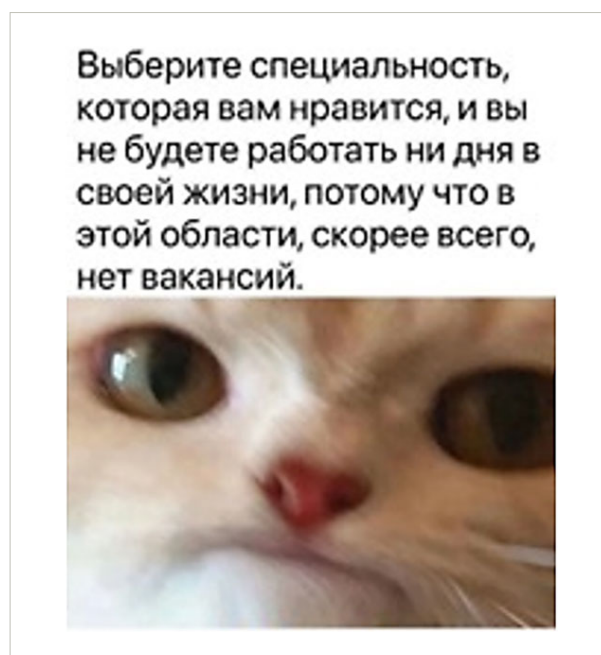 Выберите специальность,
которая вам нравится, и вы
не будете работать ни дня в
своей жизни, потому что в
этой области, скорее всего,
нет вакансий.